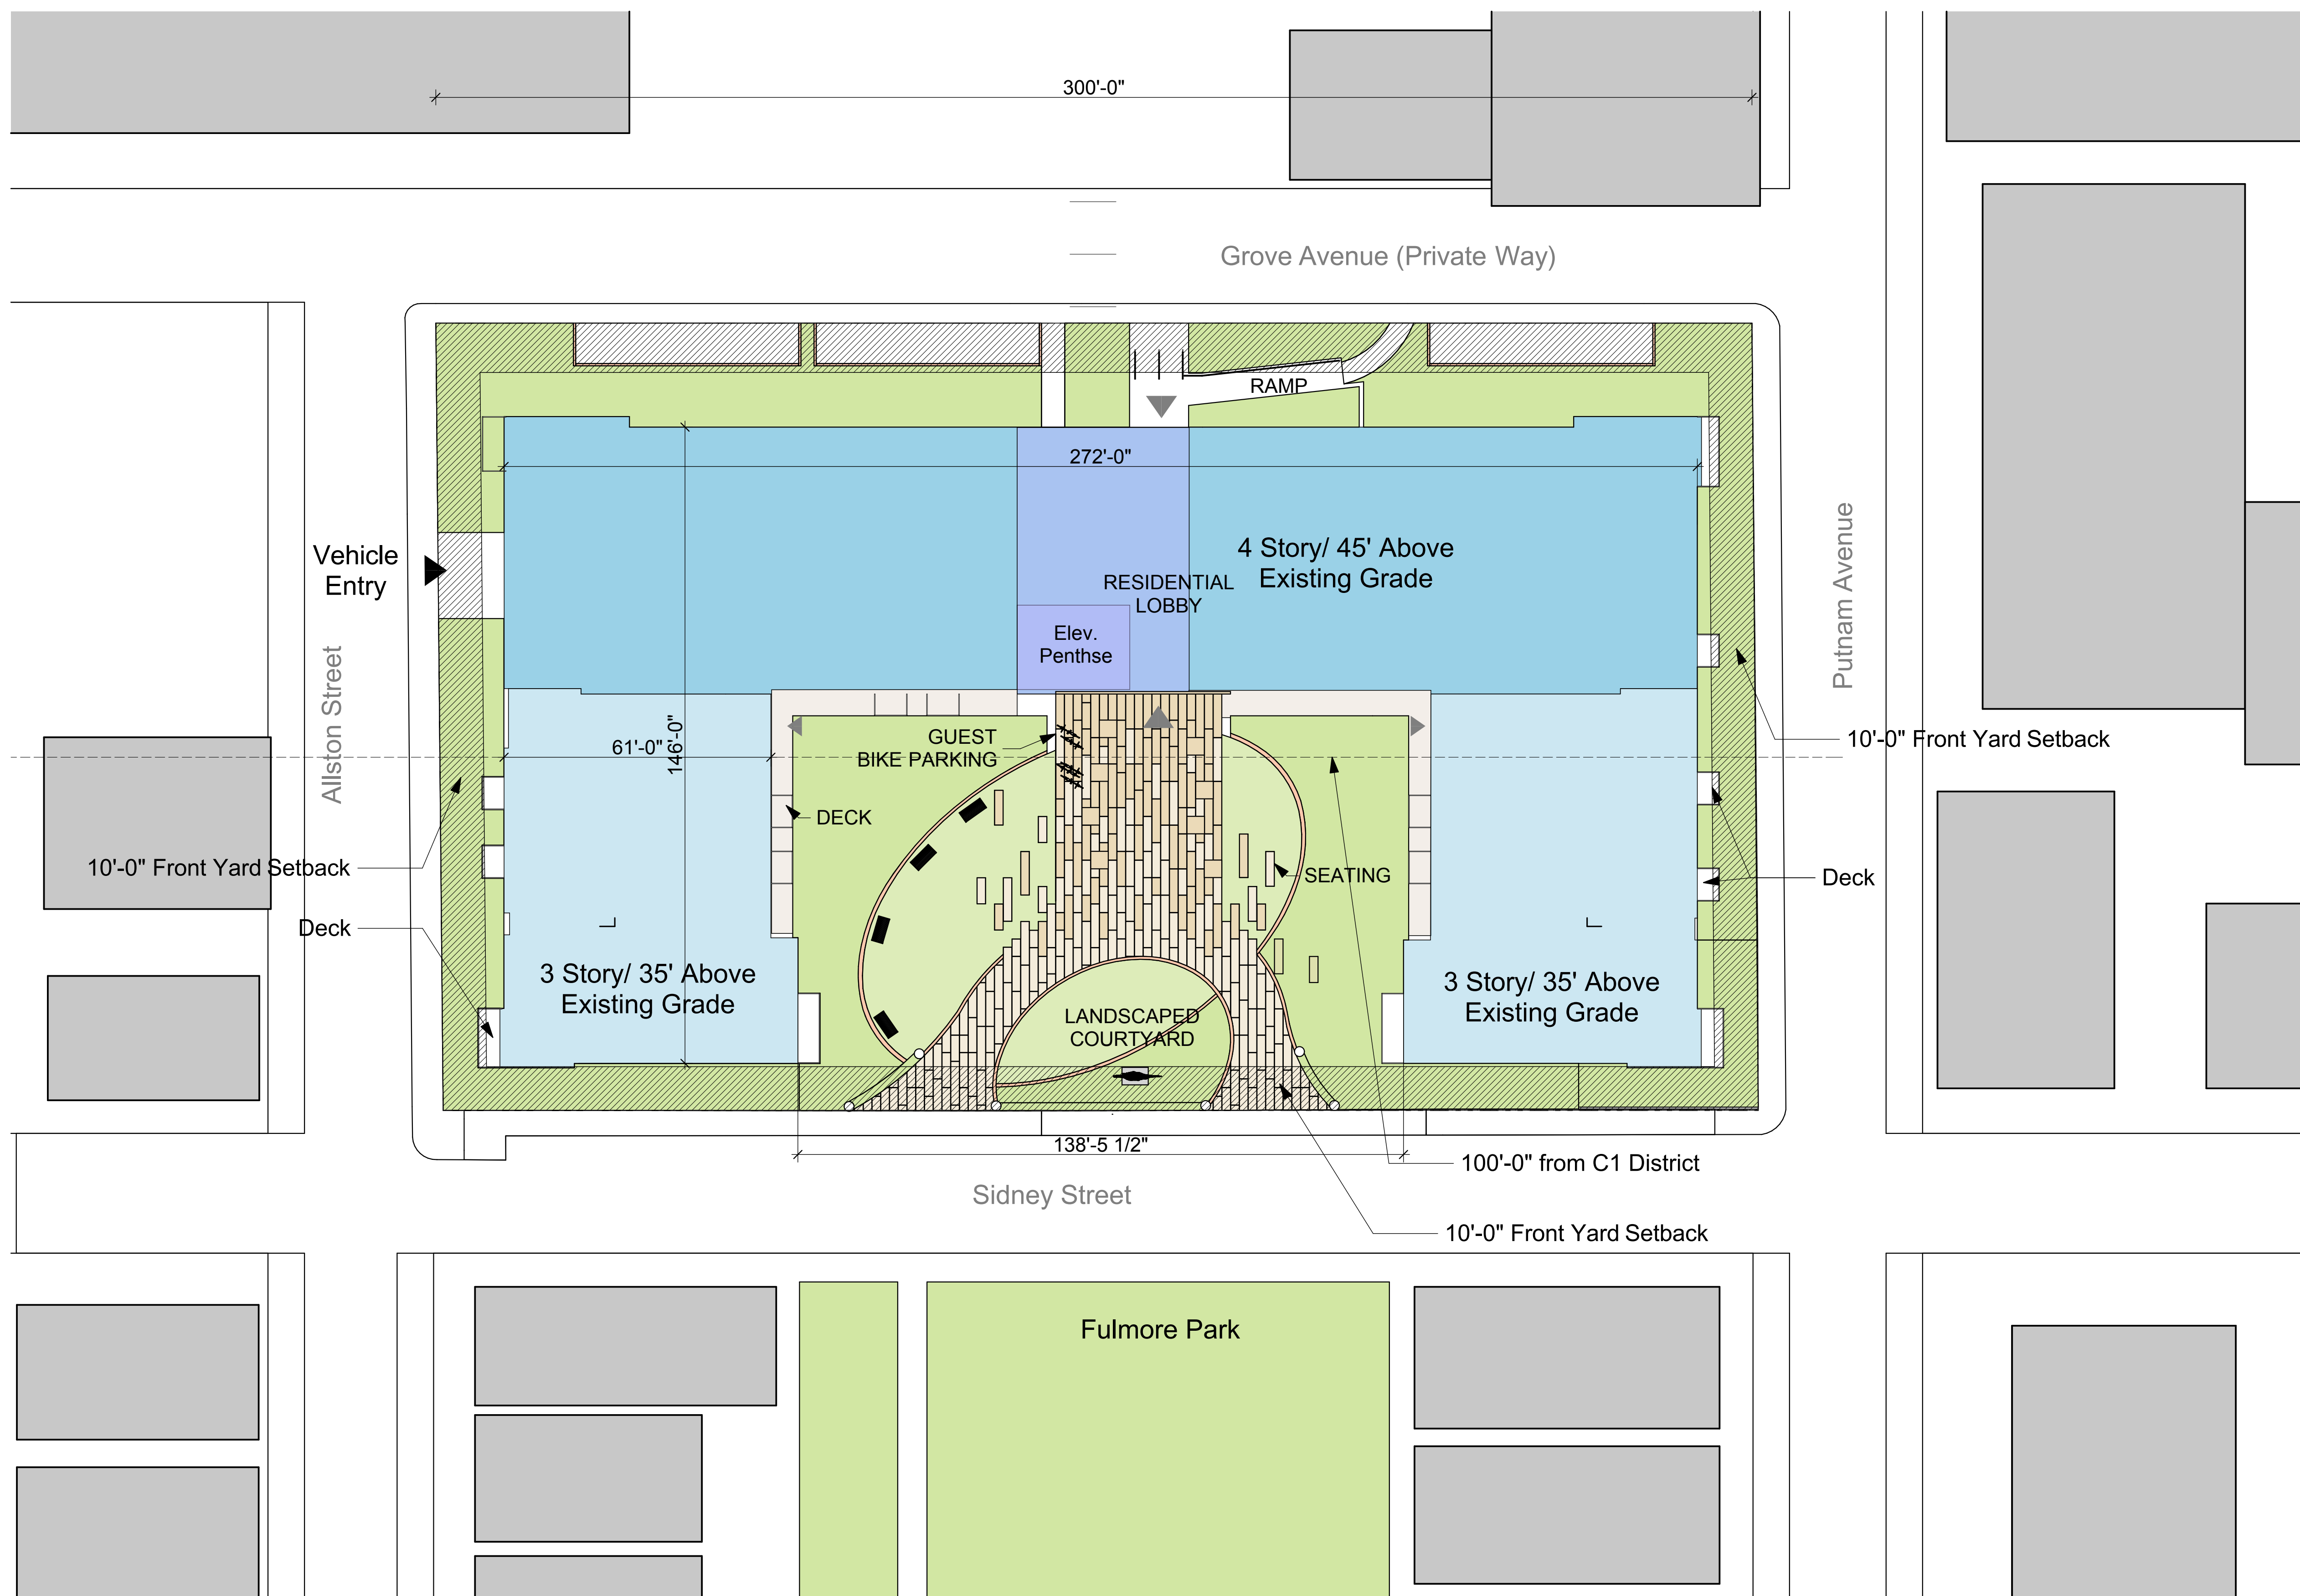 300'-0"
Grove Avenue (Private Way)
RAMP
272'-0"
4 Story/ 45' Above
Existing Grade
Vehicle
Entry
RESIDENTIAL
LOBBY
Elev.
Penthse
Putnam Avenue
Allston Street
GUEST
BIKE PARKING
61'-0"
146'-0"
10'-0" Front Yard Setback
DECK
10'-0" Front Yard Setback
SEATING
Deck
Deck
3 Story/ 35' Above
Existing Grade
3 Story/ 35' Above
Existing Grade
LANDSCAPED
COURTYARD
138'-5 1/2"
100'-0" from C1 District
Sidney Street
10'-0" Front Yard Setback
Fulmore Park